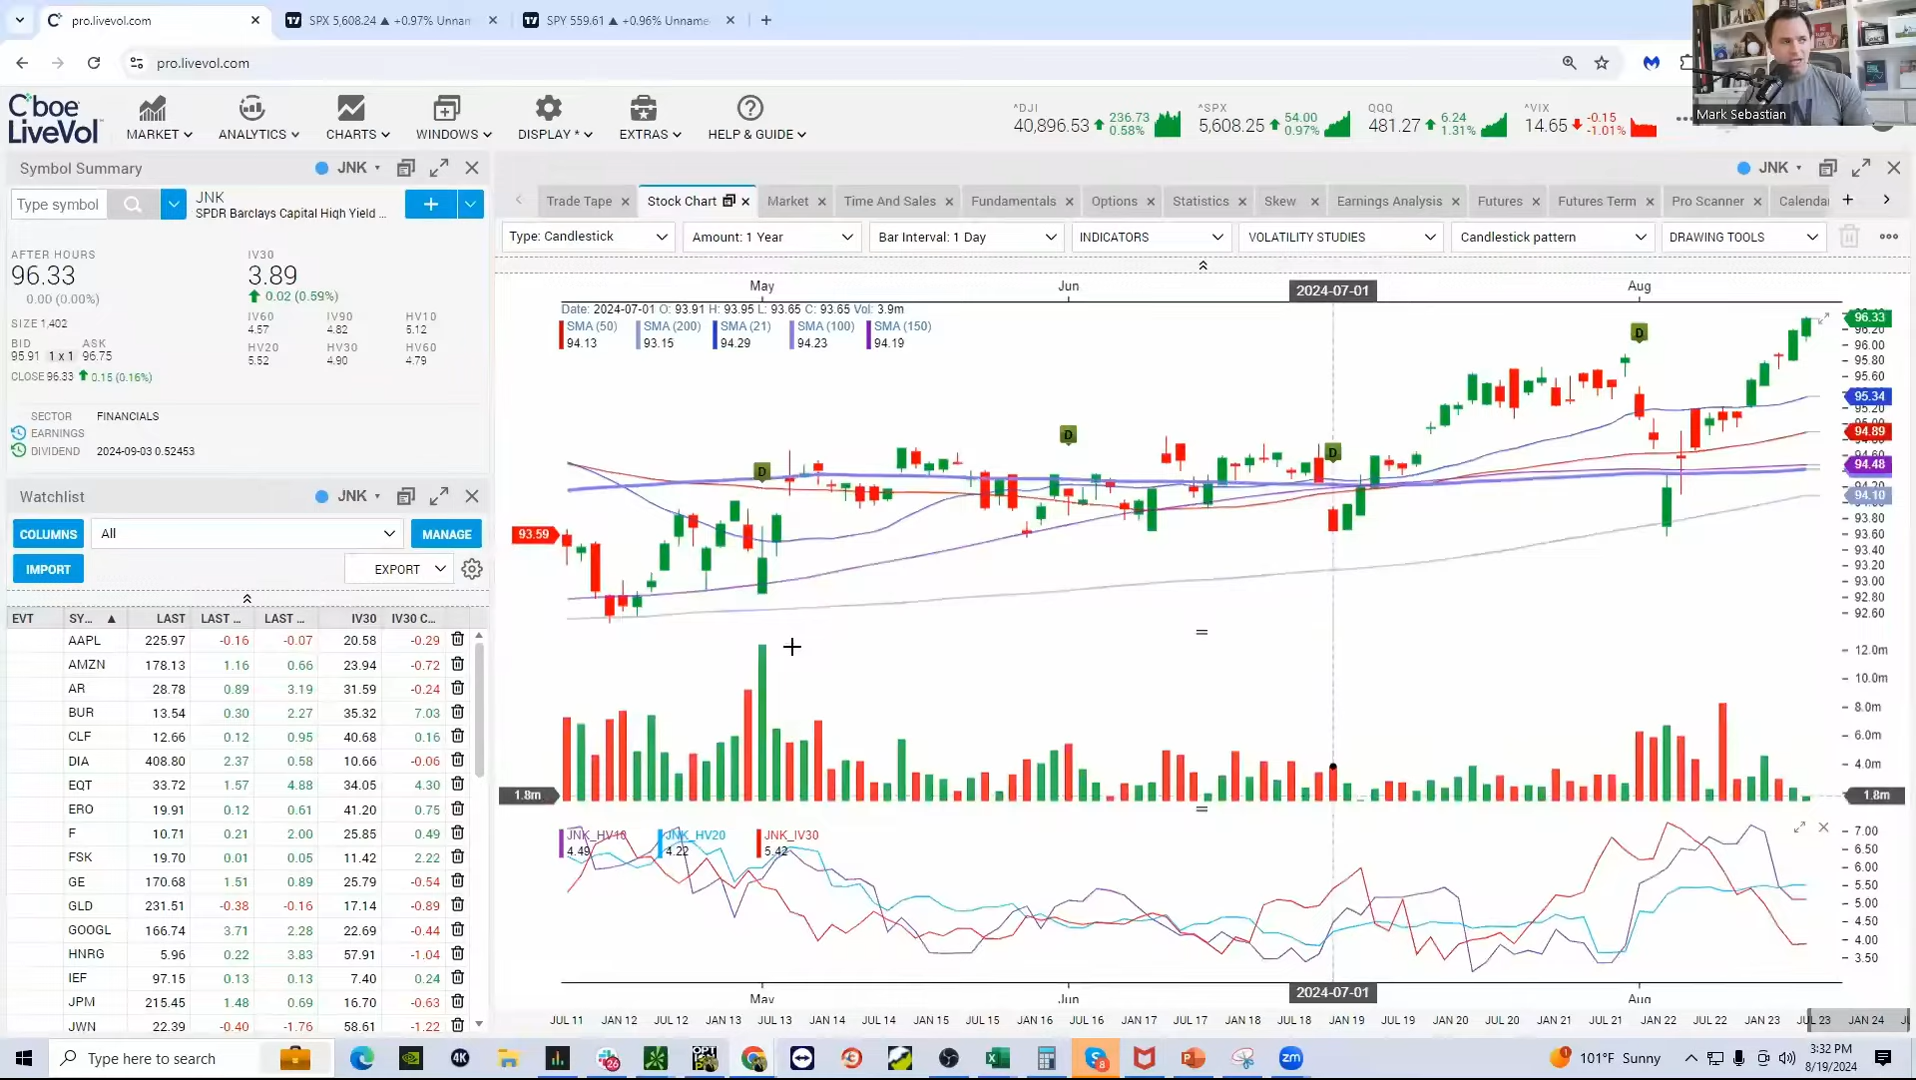 pro.livevol.com
SPX 5,608.24 ▲ +0.97% Unnam
SPY 559.61 ▲ +0.96% Unname
pro.livevol.com
Mark Sebastian
Cboe
LiveVol
MARKET
ANALYTICS
CHARTS
WINDOWS
DISPLAY *
EXTRAS
HELP & GUIDE
^DJI
40,896.53
236.73
0.58%
^SPX
5,608.25
54.00
0.97%
QQQ
481.27
6.24
1.31%
^VIX
14.65
-0.15
-1.01%
Symbol Summary
JNK
Type symbol
JNK
SPDR Barclays Capital High Yield ...
AFTER HOURS
96.33
0.00 (0.00%)
IV30
3.89
0.02 (0.59%)
SIZE 1,402
BID
95.91
1 x 1
ASK
96.75
CLOSE 96.33
0.15 (0.16%)
IV60 IV90 HV10
4.57 4.82 5.12
HV20 HV30 HV60
5.52 4.90 4.79
SECTOR FINANCIALS
EARNINGS
DIVIDEND 2024-09-03 0.52453
Watchlist
JNK
COLUMNS
All
MANAGE
IMPORT
EXPORT
EVT SY... LAST LAST ... LAST ... IV30 IV30 C...
AAPL 225.97 -0.16 -0.07 20.58 -0.29
AMZN 178.13 1.16 0.66 23.94 -0.72
AR 28.78 0.89 3.19 31.59 -0.24
BUR 13.54 0.30 2.27 35.32 7.03
CLF 12.66 0.12 0.95 40.68 0.16
DIA 408.80 2.37 0.58 10.66 -0.06
EQT 33.72 1.57 4.88 34.05 4.30
ERO 19.91 0.12 0.61 41.20 0.75
F 10.71 0.21 2.00 25.85 0.49
FSK 19.70 0.01 0.05 11.42 2.22
GE 170.68 1.51 0.89 25.79 -0.54
GLD 231.51 -0.38 -0.16 17.14 -0.89
GOOGL 166.74 3.71 2.28 22.69 -0.44
HNRG 5.96 0.22 3.83 57.91 -1.04
IEF 97.15 0.13 0.13 7.40 0.24
JPM 215.45 1.48 0.69 16.70 -0.63
JWN 22.39 -0.40 -1.76 58.61 -1.22
JNK
Trade Tape
Stock Chart
Market
Time And Sales
Fundamentals
Options
Statistics
Skew
Earnings Analysis
Futures
Futures Term
Pro Scanner
Calendar
Type: Candlestick
Amount: 1 Year
Bar Interval: 1 Day
INDICATORS
VOLATILITY STUDIES
Candlestick pattern
DRAWING TOOLS
May Jun 2024-07-01 Aug
Date: 2024-07-01 O: 93.91 H: 93.95 L: 93.65 C: 93.65 Vol: 3.9m
SMA (50) SMA (200) SMA (21) SMA (100) SMA (150)
94.13 93.15 94.29 94.23 94.19
D
D
D
D
93.59
96.33
96.20
96.00
95.80
95.60
95.34
95.20
94.89
94.48
94.20
94.10
93.80
93.60
93.40
93.20
93.00
92.80
92.60
12.0m
10.0m
8.0m
6.0m
4.0m
1.8m
1.8m
JNK_HV10 JNK_HV20 JNK_IV30
4.49 4.22 5.42
7.00
6.50
6.00
5.50
5.00
4.50
4.00
3.50
May Jun 2024-07-01 Aug
JUL 11 JAN 12 JUL 12 JAN 13 JUL 13 JAN 14 JUL 14 JAN 15 JUL 15 JAN 16 JUL 16 JAN 17 JUL 17 JAN 18 JUL 18 JAN 19 JUL 19 JAN 20 JUL 20 JAN 21 JUL 21 JAN 22 JUL 22 JAN 23 JUL 23 JAN 24
Type here to search
4K
OPT
26
8
zm
101°F Sunny
3:32 PM
8/19/2024